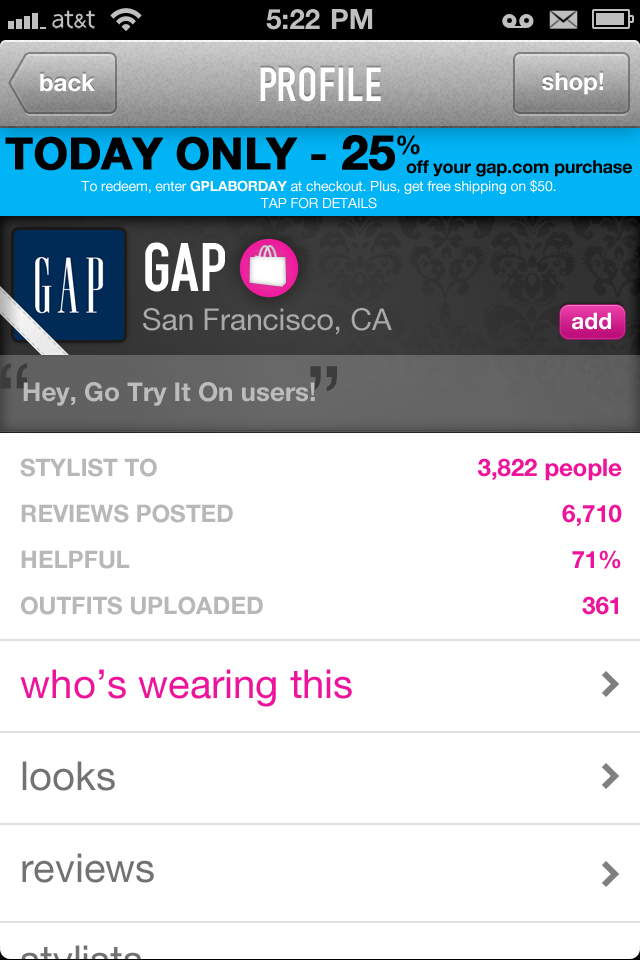 at&t 5:22 PM
back PROFILE shop!
TODAY ONLY - 25%
off your gap.com purchase
To redeem, enter GPLABORDAY at checkout. Plus, get free shipping on $50.
TAP FOR DETAILS
GAP
GAP
San Francisco, CA
add
“Hey, Go Try It On users!”
STYLIST TO 3,822 people
REVIEWS POSTED 6,710
HELPFUL 71%
OUTFITS UPLOADED 361
who’s wearing this
looks
reviews
stylists